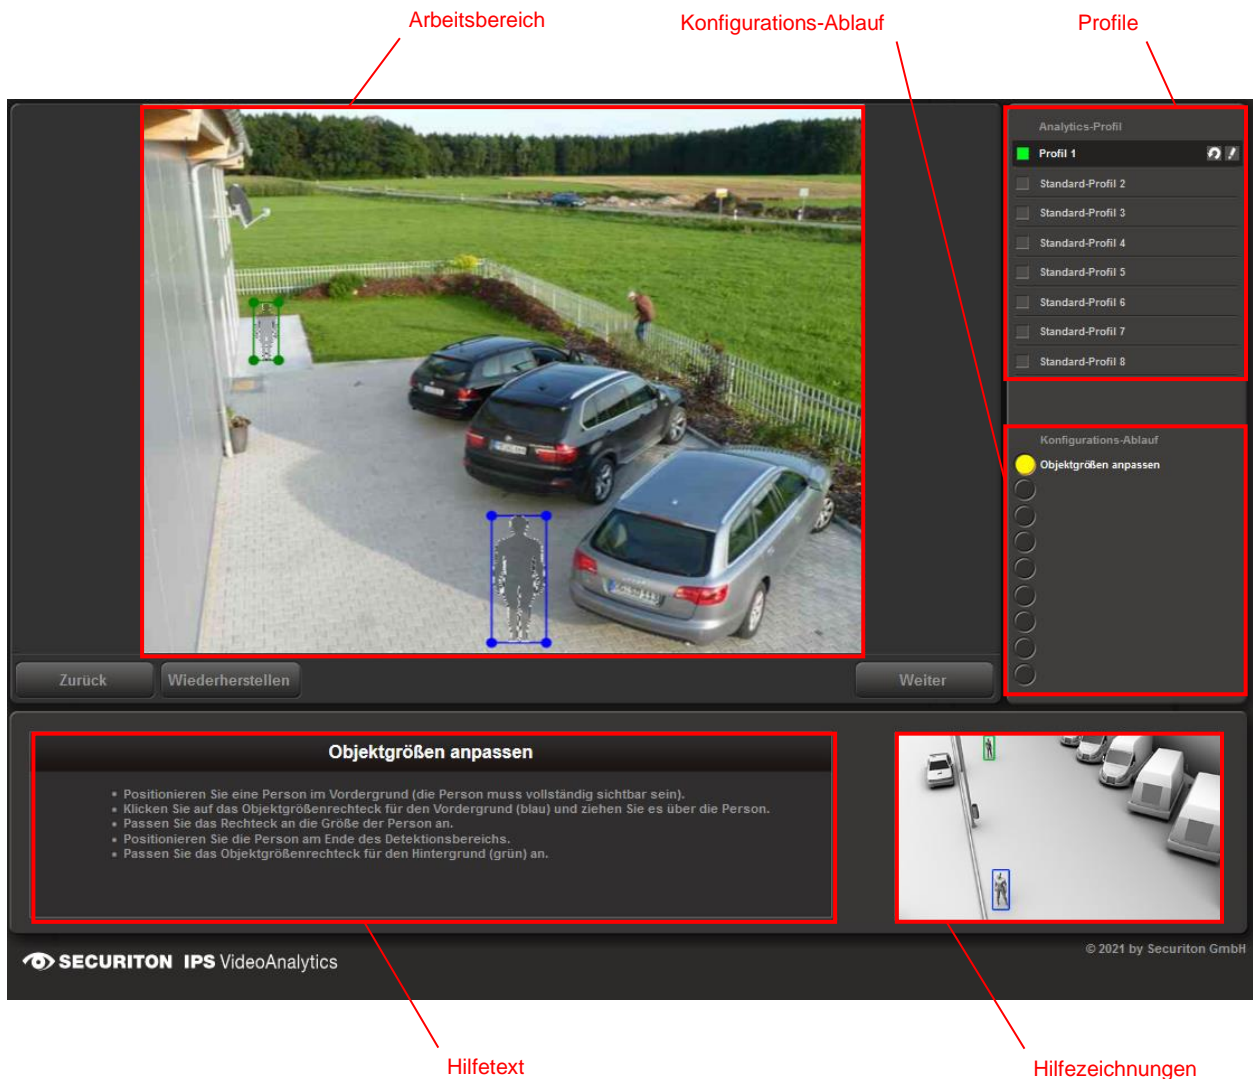 Arbeitsbereich
Konfigurations-Ablauf
Profile
Analytics-Profil
Profil 1
Standard-Profil 2
Standard-Profil 3
Standard-Profil 4
Standard-Profil 5
Standard-Profil 6
Standard-Profil 7
Standard-Profil 8
Konfigurations-Ablauf
Objektgrößen anpassen
Zurück
Wiederherstellen
Weiter
Objektgrößen anpassen
• Positionieren Sie eine Person im Vordergrund (die Person muss vollständig sichtbar sein).
• Klicken Sie auf das Objektgrößenrechteck für den Vordergrund (blau) und ziehen Sie es über die Person.
• Passen Sie das Rechteck an die Größe der Person an.
• Positionieren Sie die Person am Ende des Detektionsbereichs.
• Passen Sie das Objektgrößenrechteck für den Hintergrund (grün) an.
SECURITON IPS VideoAnalytics
© 2021 by Securiton GmbH
Hilfetext
Hilfezeichnungen